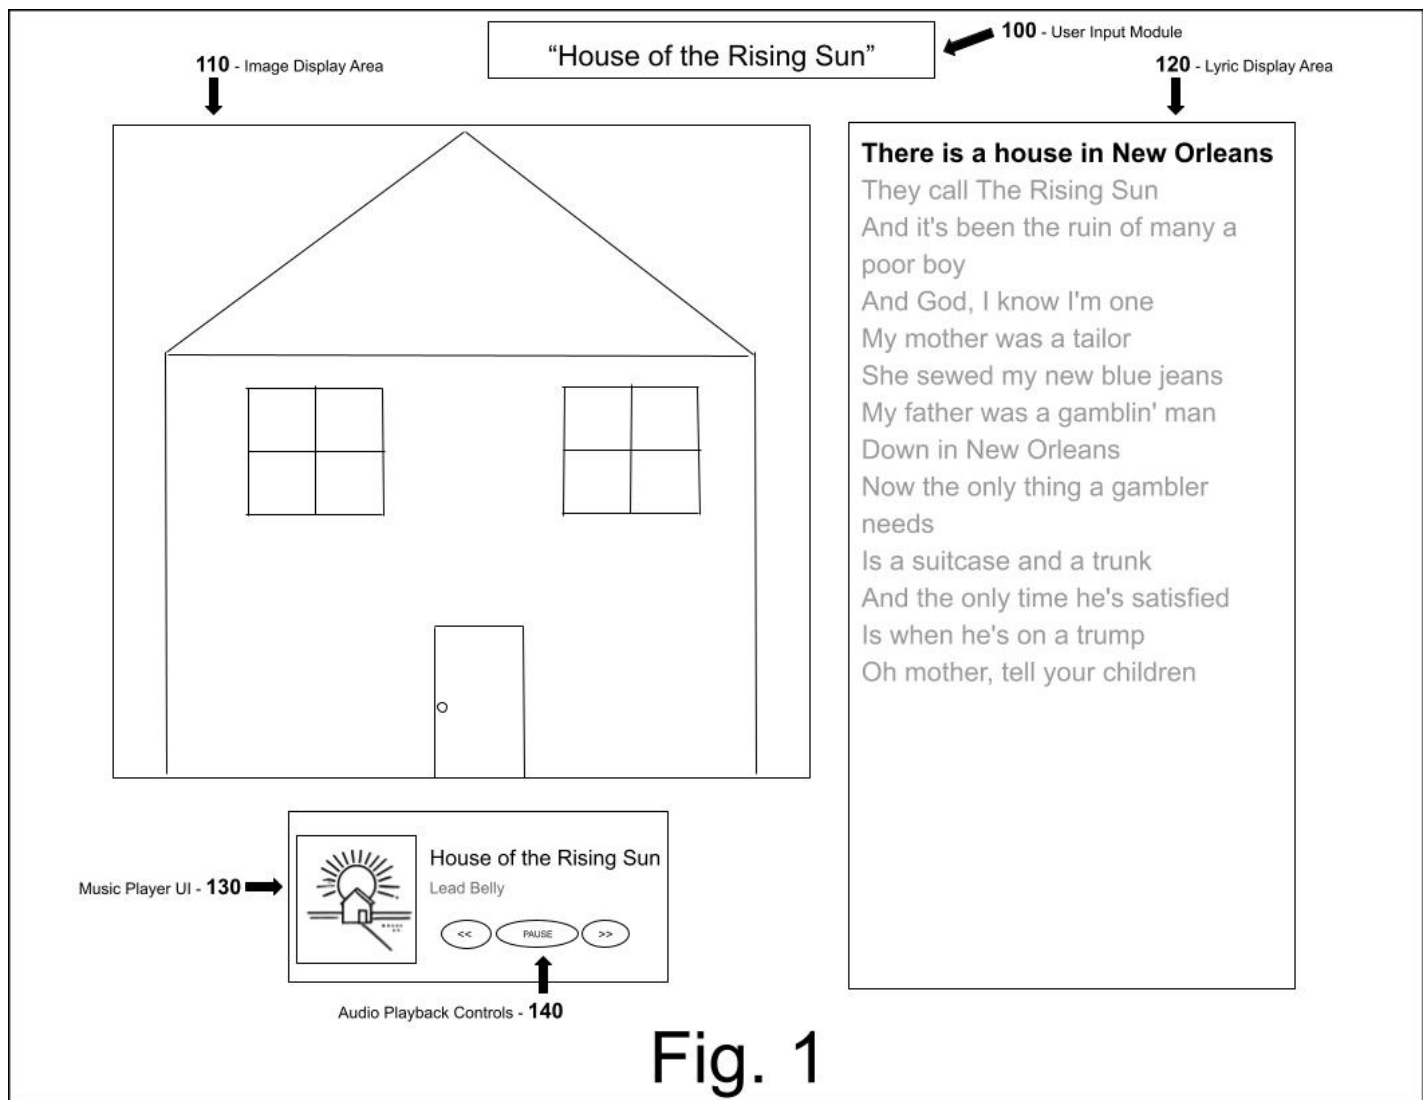 “House of the Rising Sun”
100 - User Input Module
110 - Image Display Area
120 - Lyric Display Area
There is a house in New Orleans
They call The Rising Sun
And it's been the ruin of many a
poor boy
And God, I know I'm one
My mother was a tailor
She sewed my new blue jeans
My father was a gamblin' man
Down in New Orleans
Now the only thing a gambler
needs
Is a suitcase and a trunk
And the only time he's satisfied
Is when he's on a trump
Oh mother, tell your children
Music Player UI - 130
House of the Rising Sun
Lead Belly
<<
PAUSE
>>
Audio Playback Controls - 140
Fig. 1